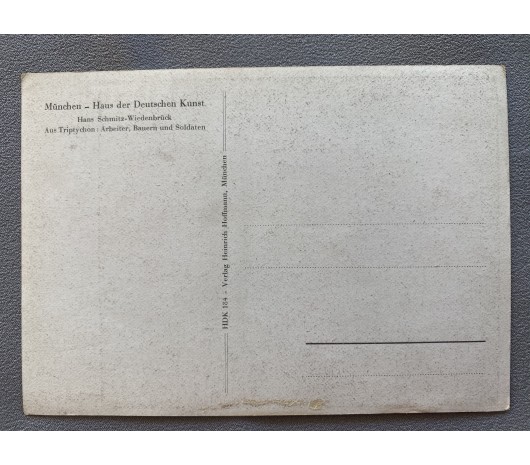 München – Haus der Deutschen Kunst
Hans Schmitz-Wiedenbrück
Aus Triptychon: Arbeiter, Bauern und Soldaten
HDK 184 – Verlag Heinrich Hoffmann, München